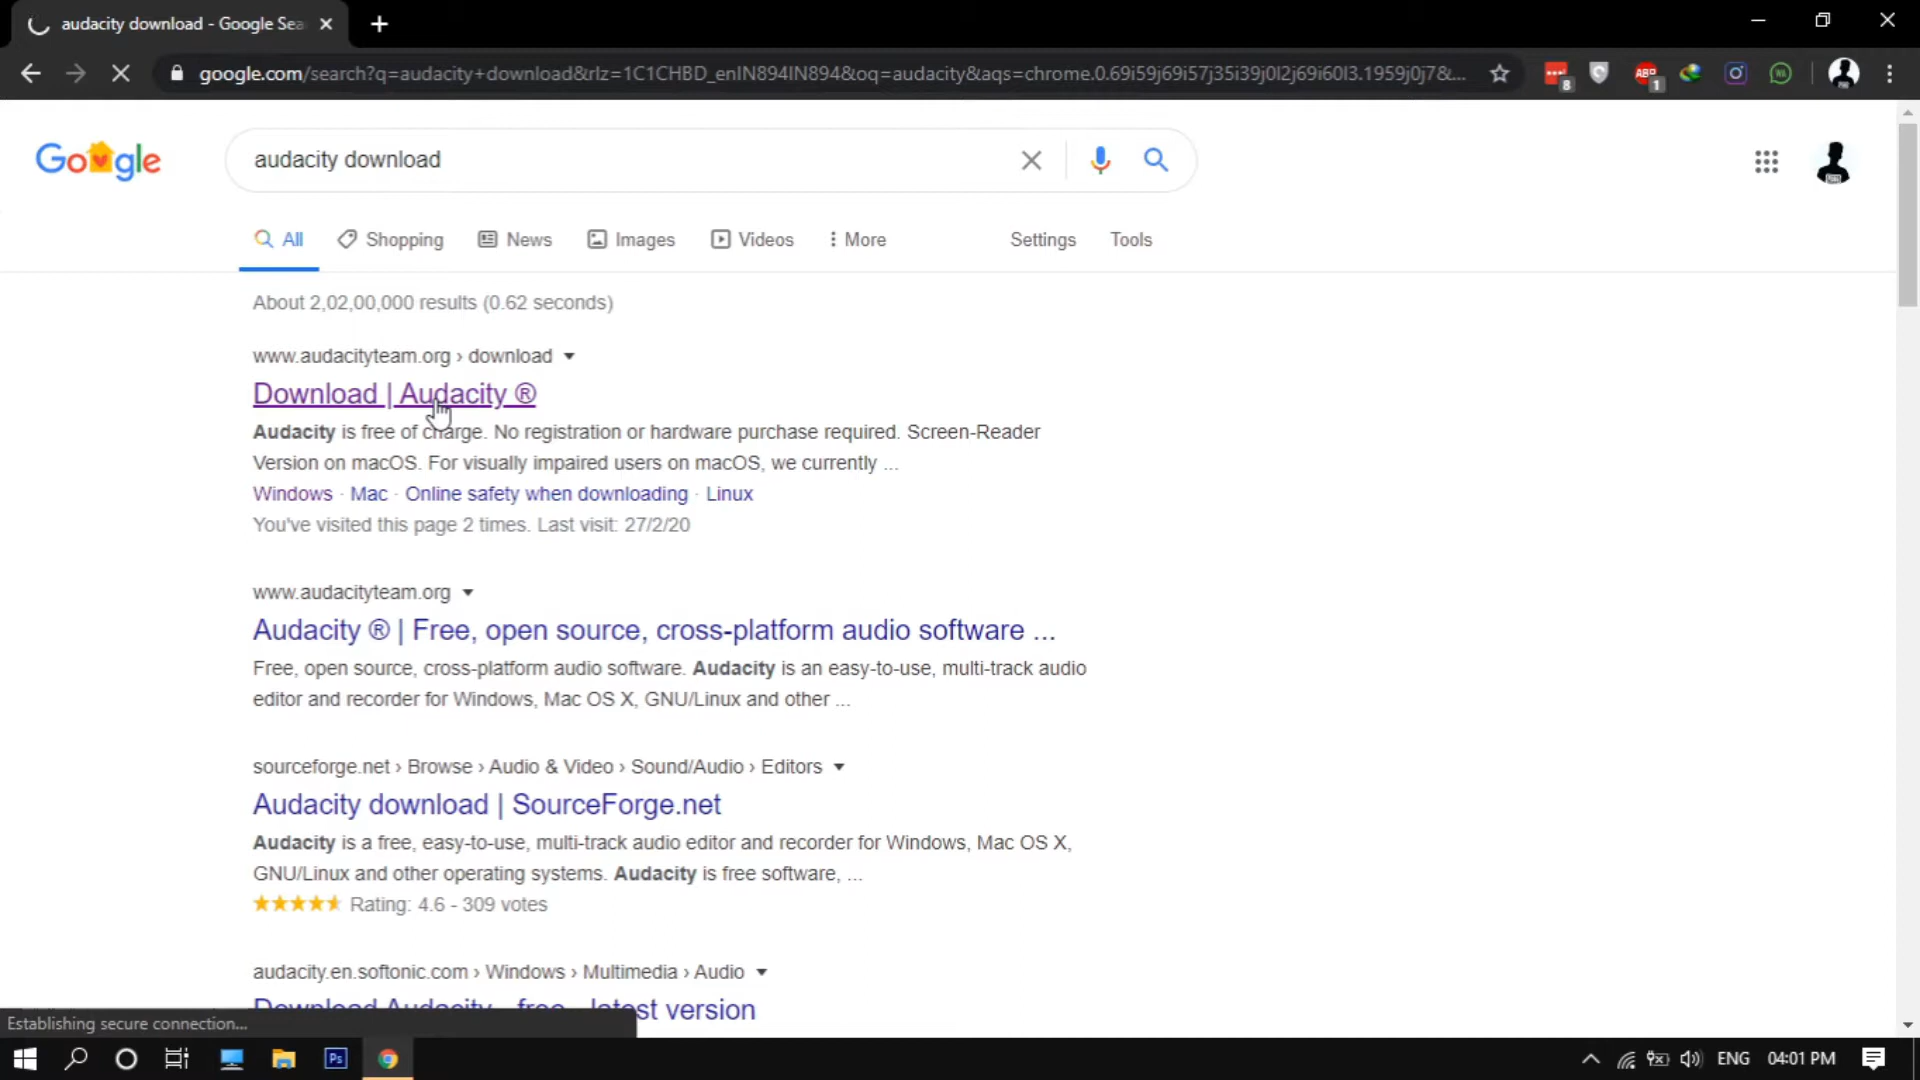 audacity download - Google Sea
google.com/search?q=audacity+download&rlz=1C1CHBD_enIN894IN894&oq=audacity&aqs=chrome.0.69i59j69i57j35i39j0l2j69i60l3.1959j0j7&...
8
ABP
1
Google
audacity download
All
Shopping
News
Images
Videos
More
Settings
Tools
About 2,02,00,000 results (0.62 seconds)
www.audacityteam.org › download
Download | Audacity ®
Audacity is free of charge. No registration or hardware purchase required. Screen-Reader
Version on macOS. For visually impaired users on macOS, we currently ...
Windows · Mac · Online safety when downloading · Linux
You've visited this page 2 times. Last visit: 27/2/20
www.audacityteam.org
Audacity ® | Free, open source, cross-platform audio software ...
Free, open source, cross-platform audio software. Audacity is an easy-to-use, multi-track audio
editor and recorder for Windows, Mac OS X, GNU/Linux and other ...
sourceforge.net › Browse › Audio & Video › Sound/Audio › Editors
Audacity download | SourceForge.net
Audacity is a free, easy-to-use, multi-track audio editor and recorder for Windows, Mac OS X,
GNU/Linux and other operating systems. Audacity is free software, ...
Rating: 4.6 - 309 votes
audacity.en.softonic.com › Windows › Multimedia › Audio
Download Audacity - free - latest version
Establishing secure connection...
Ps
ENG
04:01 PM